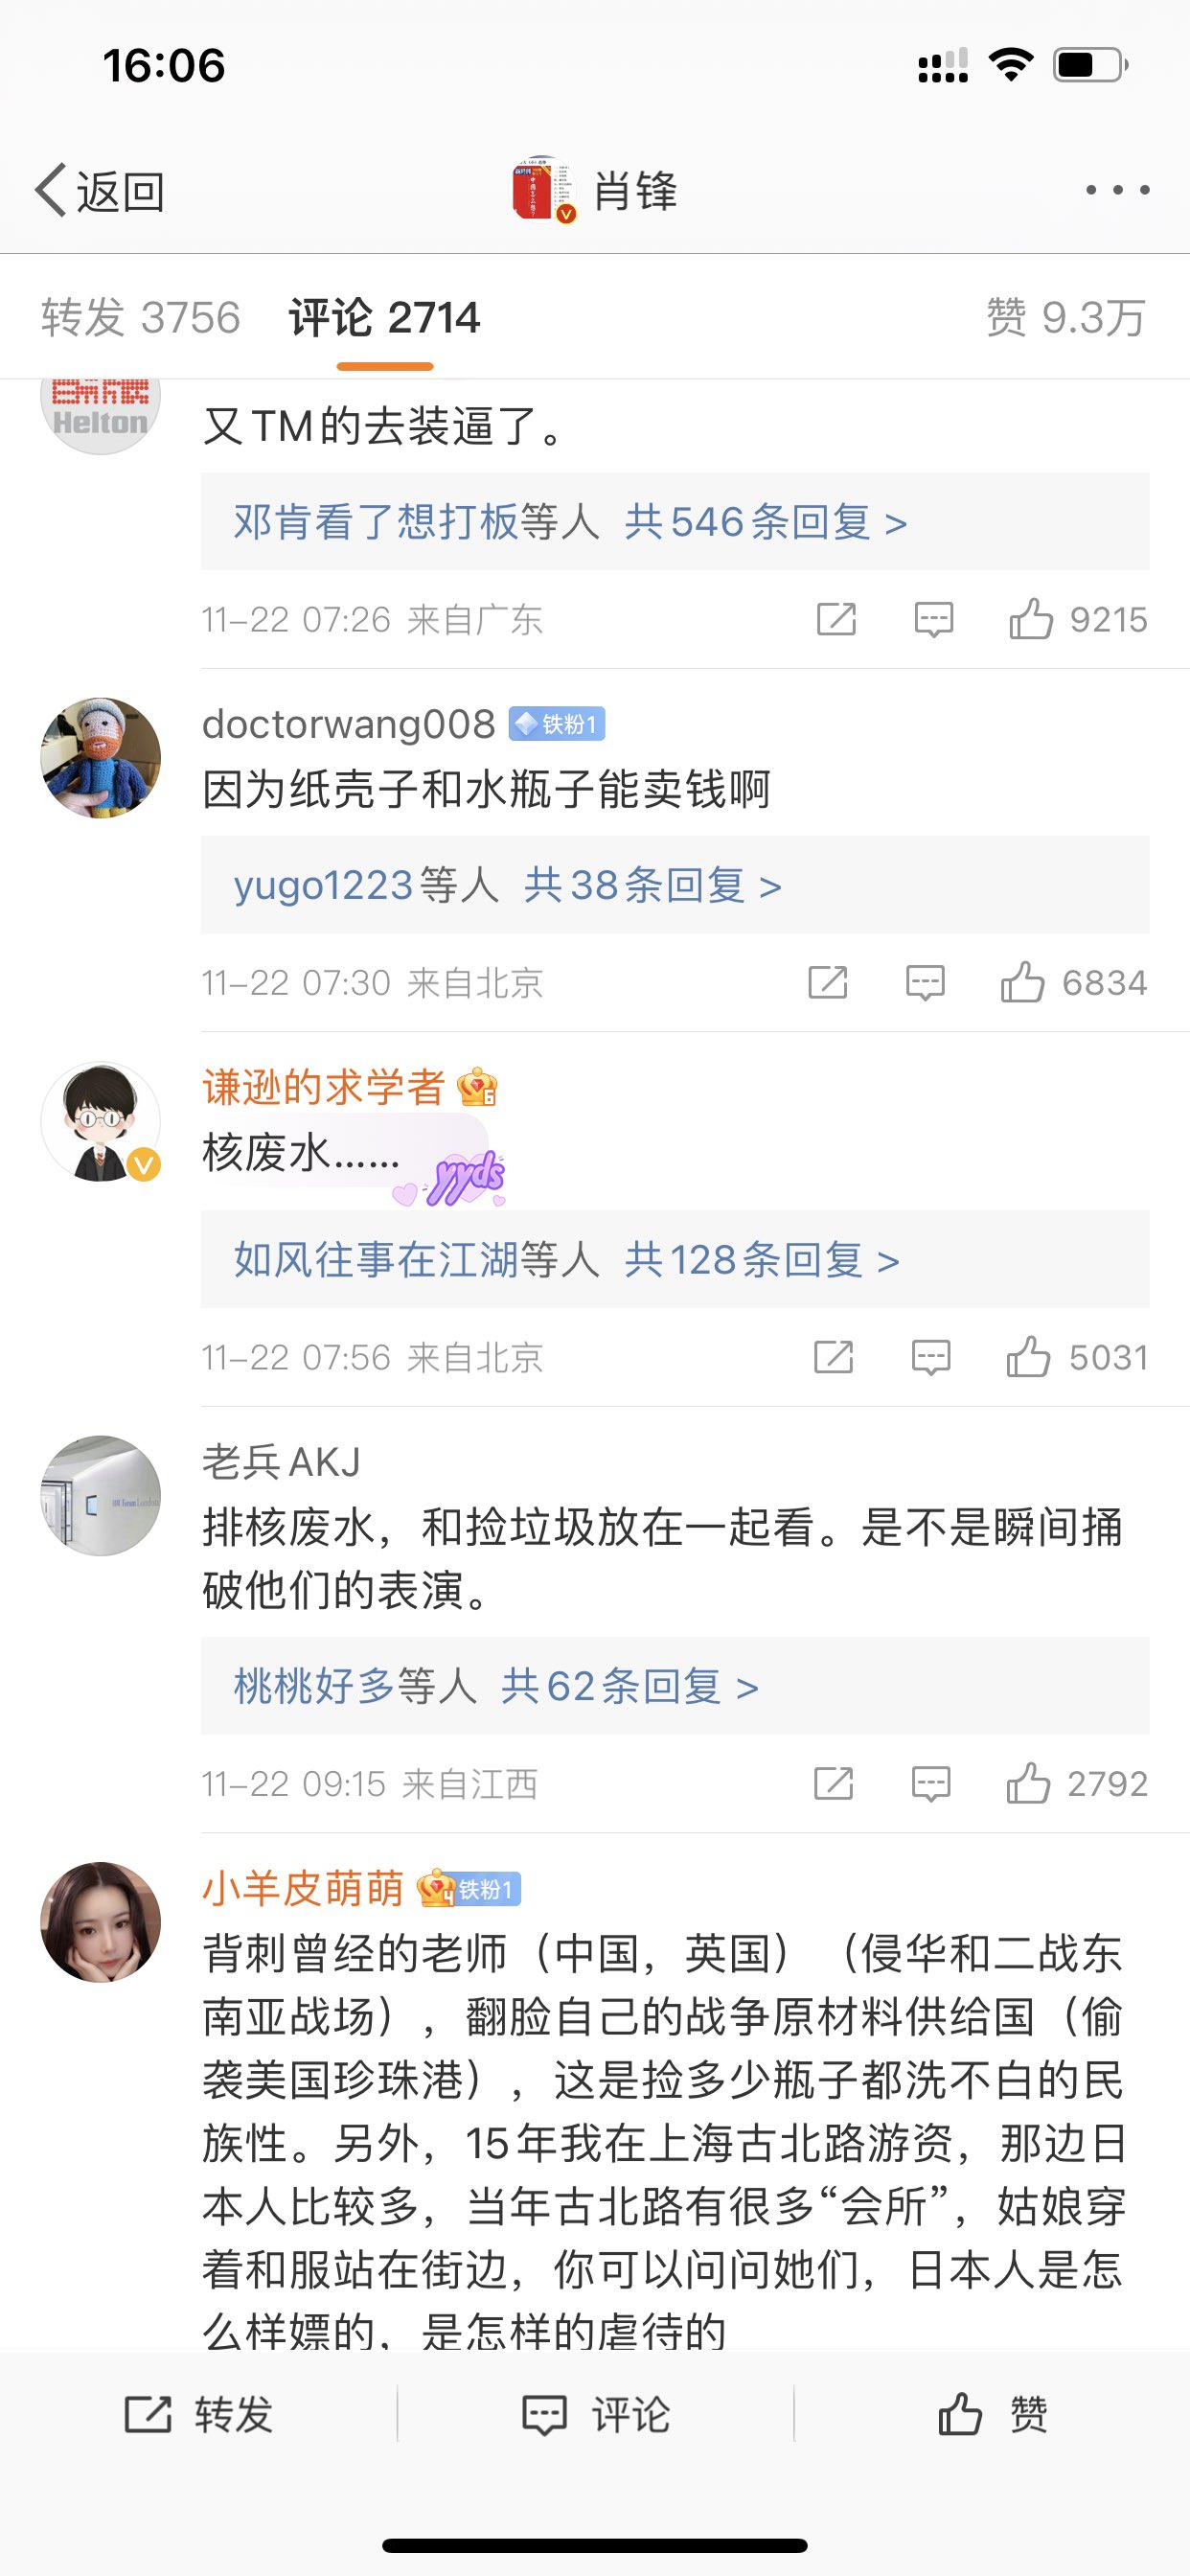 16:06
返回
肖锋
转发 3756 评论 2714 赞 9.3万
Helton
又TM的去装逼了。
邓肯看了想打板等人 共546条回复 >
11-22 07:26 来自广东 9215
doctorwang008 铁粉1
因为纸壳子和水瓶子能卖钱啊
yugo1223等人 共38条回复 >
11-22 07:30 来自北京 6834
谦逊的求学者 6
核废水…… yyds
如风往事在江湖等人 共128条回复 >
11-22 07:56 来自北京 5031
老兵AKJ
排核废水，和捡垃圾放在一起看。是不是瞬间捅
破他们的表演。
桃桃好多等人 共62条回复 >
11-22 09:15 来自江西 2792
小羊皮萌萌 4 铁粉1
背刺曾经的老师（中国，英国）（侵华和二战东
南亚战场），翻脸自己的战争原材料供给国（偷
袭美国珍珠港），这是捡多少瓶子都洗不白的民
族性。另外，15年我在上海古北路游资，那边日
本人比较多，当年古北路有很多“会所”，姑娘穿
着和服站在街边，你可以问问她们，日本人是怎
么样嫖的，是怎样的虐待的
转发 评论 赞